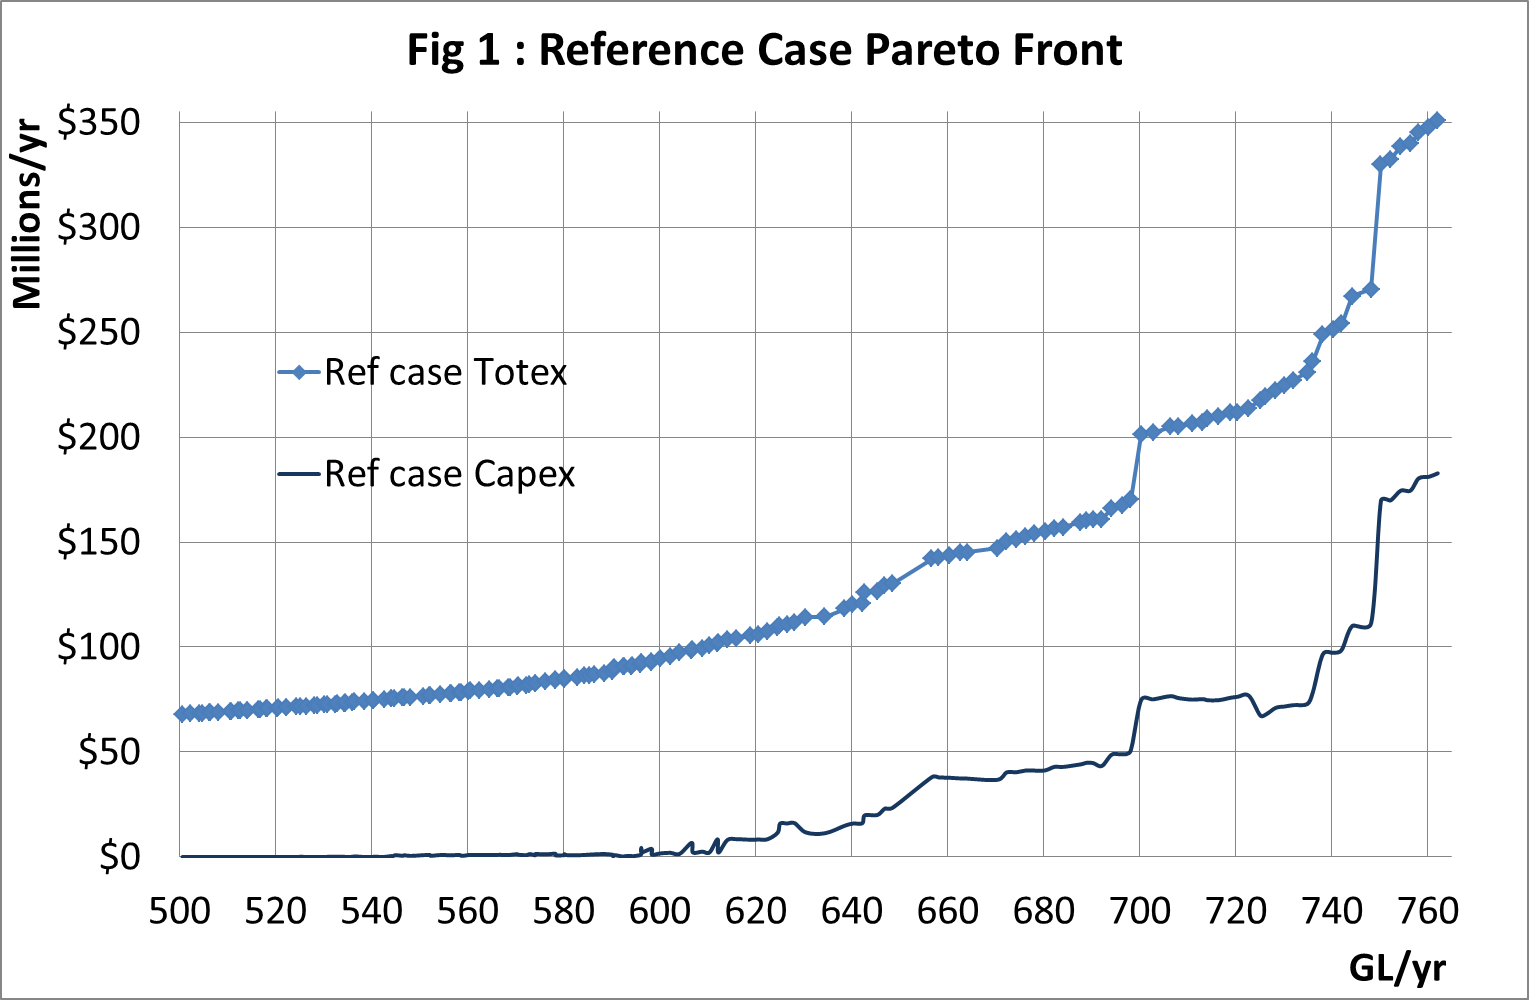 Fig 1 : Reference Case Pareto Front
Millions/yr
$350
$300
$250
$200
$150
$100
$50
$0
Ref case Totex
Ref case Capex
500 520 540 560 580 600 620 640 660 680 700 720 740 760
GL/yr